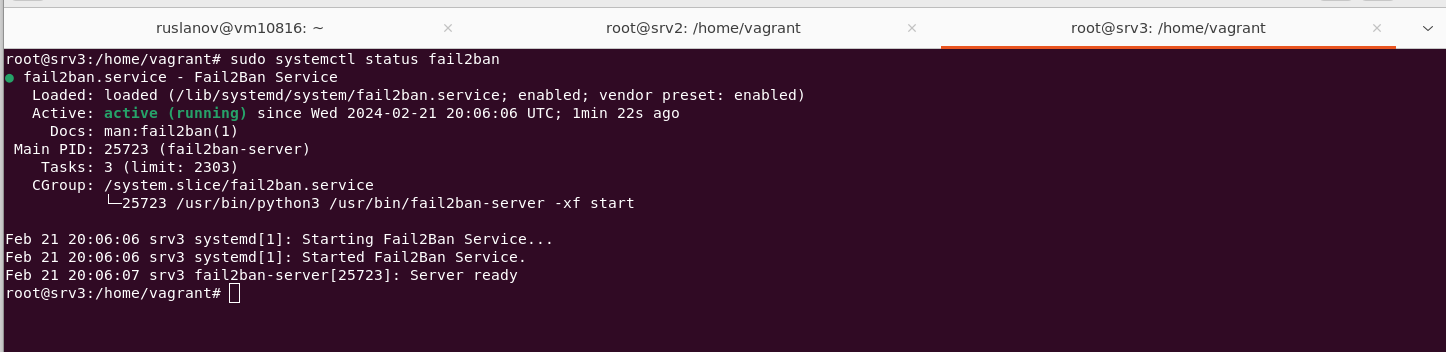 ruslanov@vm10816: ~ × root@srv2: /home/vagrant × root@srv3: /home/vagrant ×
root@srv3:/home/vagrant# sudo systemctl status fail2ban
● fail2ban.service - Fail2Ban Service
   Loaded: loaded (/lib/systemd/system/fail2ban.service; enabled; vendor preset: enabled)
   Active: active (running) since Wed 2024-02-21 20:06:06 UTC; 1min 22s ago
     Docs: man:fail2ban(1)
 Main PID: 25723 (fail2ban-server)
    Tasks: 3 (limit: 2303)
   CGroup: /system.slice/fail2ban.service
           └─25723 /usr/bin/python3 /usr/bin/fail2ban-server -xf start
Feb 21 20:06:06 srv3 systemd[1]: Starting Fail2Ban Service...
Feb 21 20:06:06 srv3 systemd[1]: Started Fail2Ban Service.
Feb 21 20:06:07 srv3 fail2ban-server[25723]: Server ready
root@srv3:/home/vagrant#